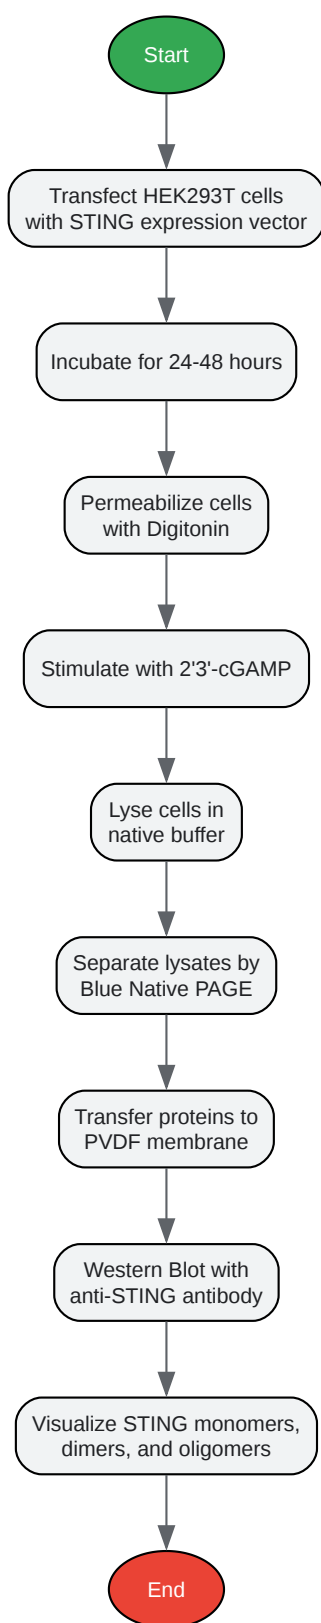 Start
Transfect HEK293T cells
with STING expression vector
Incubate for 24-48 hours
Permeabilize cells
with Digitonin
Stimulate with 2'3'-cGAMP
Lyse cells in
native buffer
Separate lysates by
Blue Native PAGE
Transfer proteins to
PVDF membrane
Western Blot with
anti-STING antibody
Visualize STING monomers,
dimers, and oligomers
End